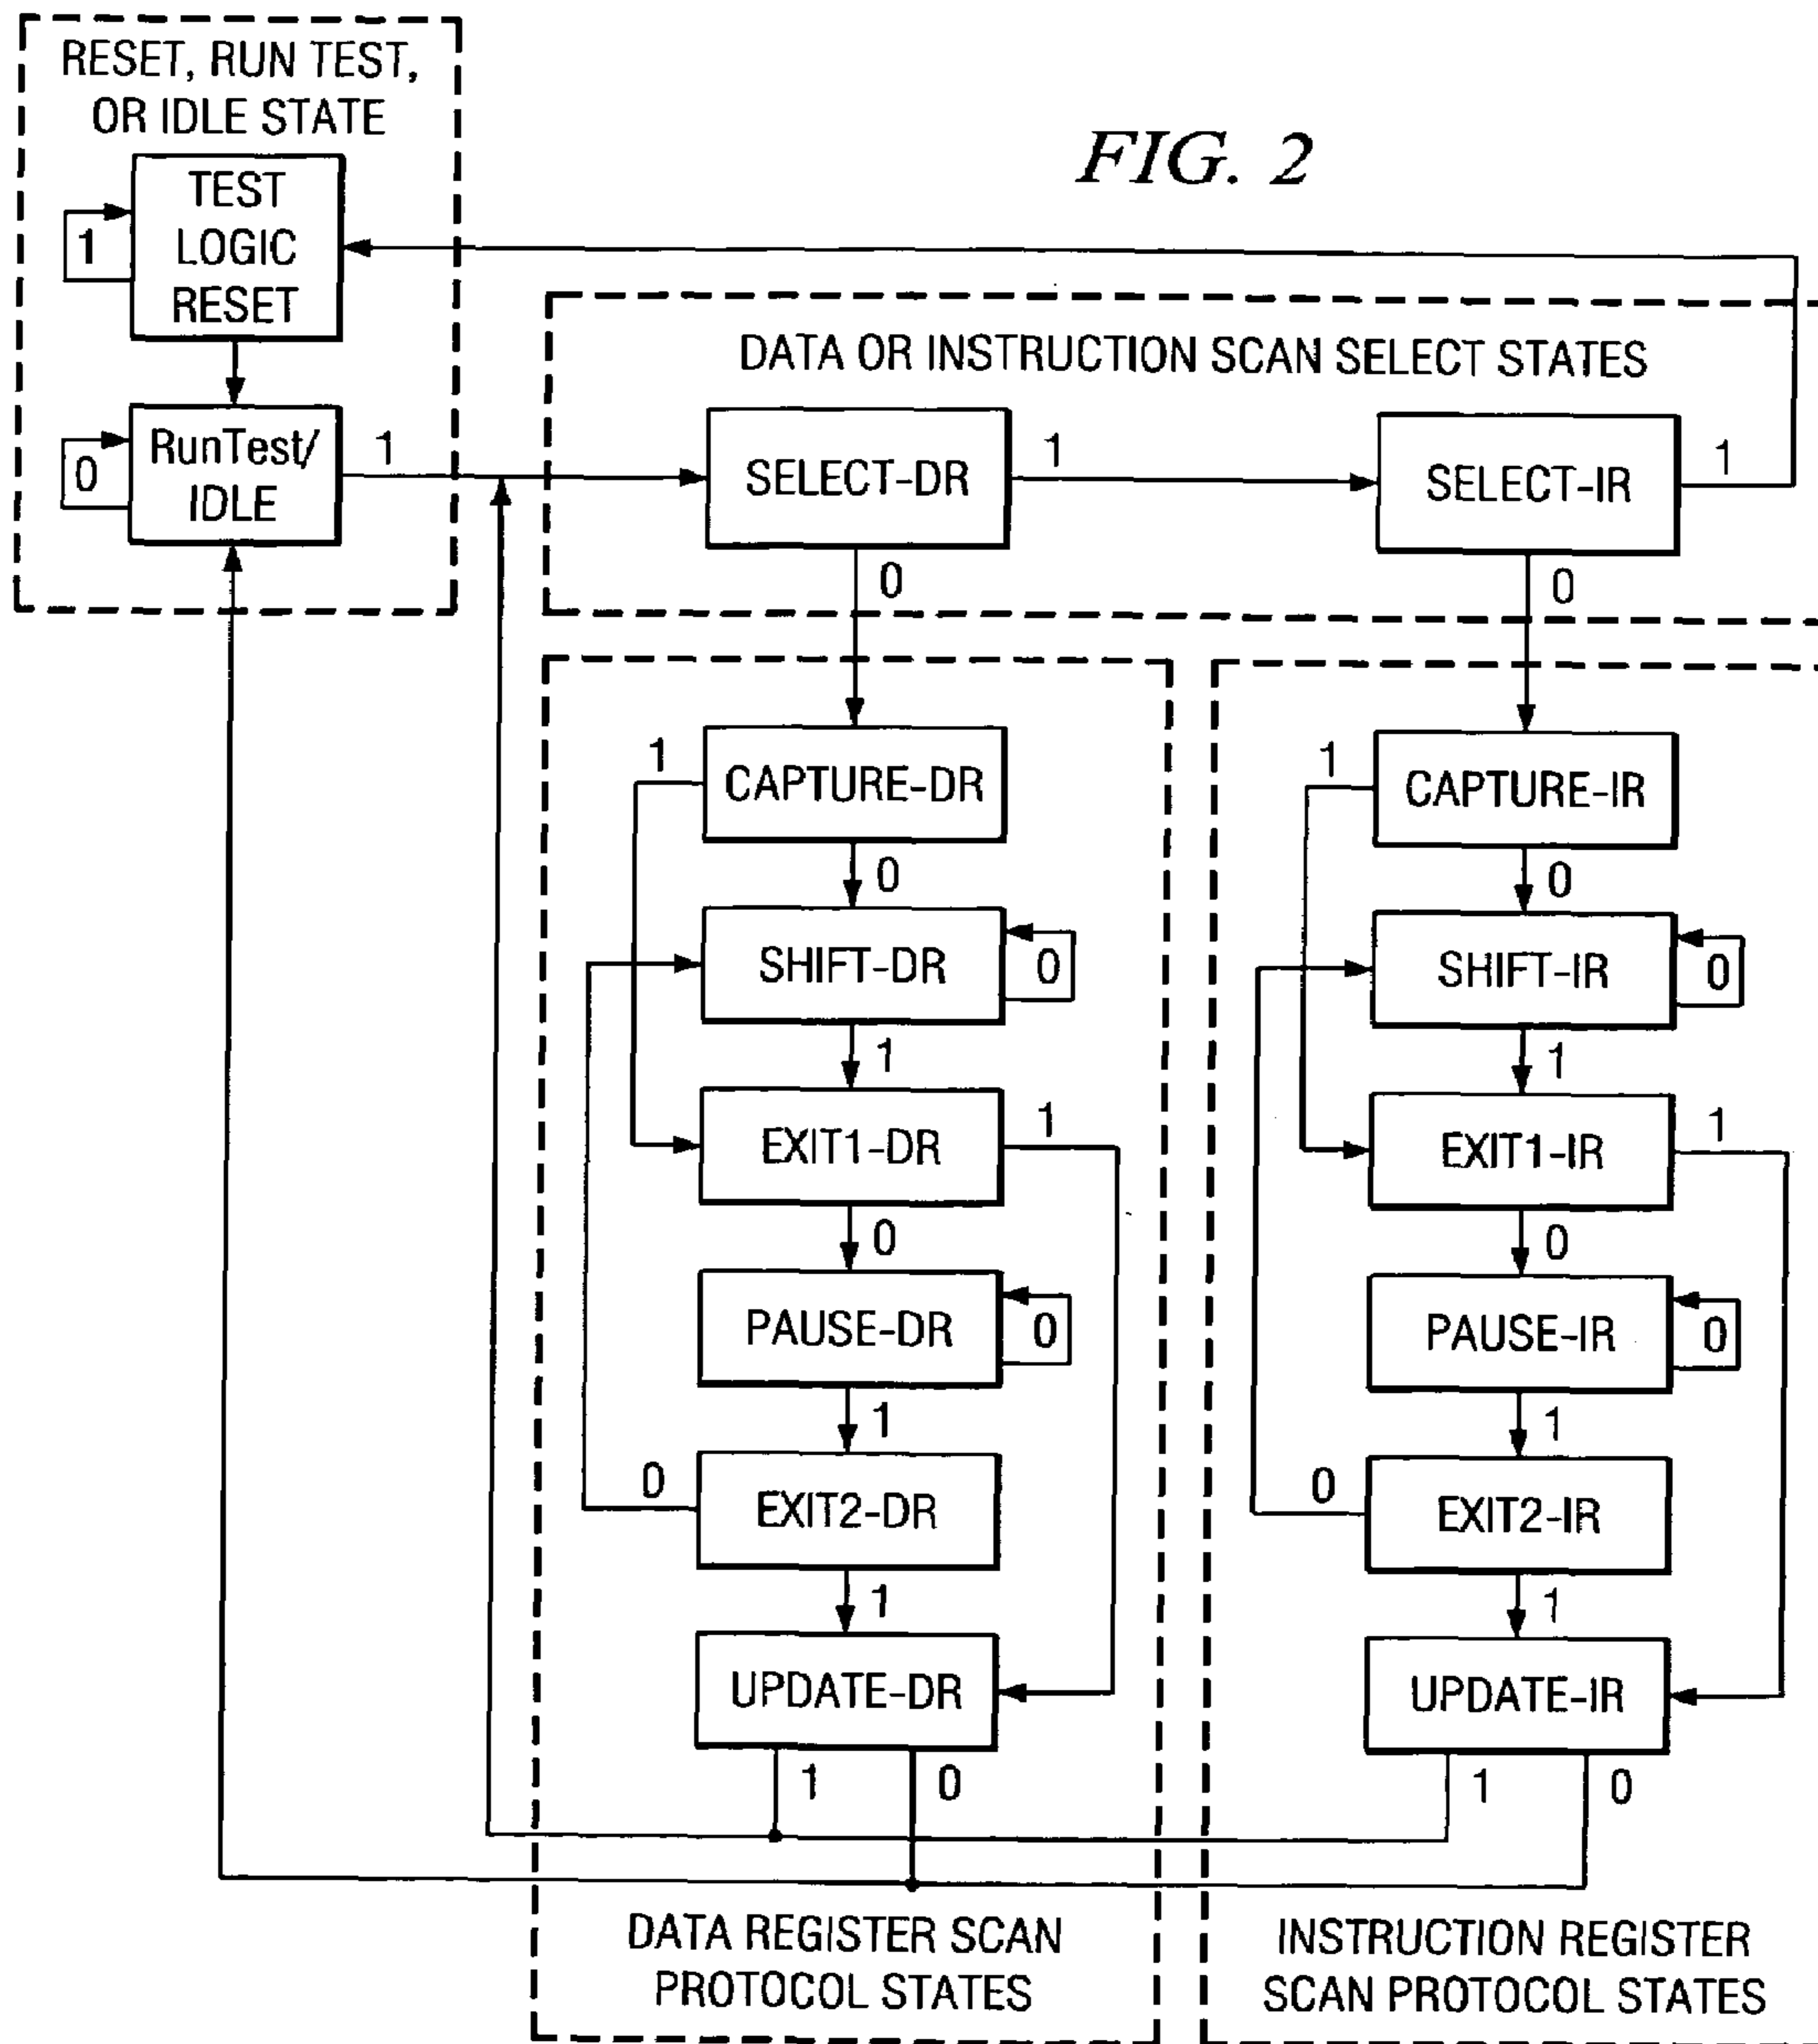 RESET, RUN TEST,
OR IDLE STATE
FIG. 2
TEST
LOGIC
RESET
1
DATA OR INSTRUCTION SCAN SELECT STATES
RunTest/
IDLE
0
1
SELECT-DR
1
SELECT-IR
1
0
0
1
CAPTURE-DR
1
CAPTURE-IR
0
0
SHIFT-DR
0
SHIFT-IR
0
1
1
EXIT1-DR
1
EXIT1-IR
1
0
0
PAUSE-DR
0
PAUSE-IR
0
1
1
0
EXIT2-DR
0
EXIT2-IR
1
1
UPDATE-DR
UPDATE-IR
1
0
1
0
DATA REGISTER SCAN
PROTOCOL STATES
INSTRUCTION REGISTER
SCAN PROTOCOL STATES